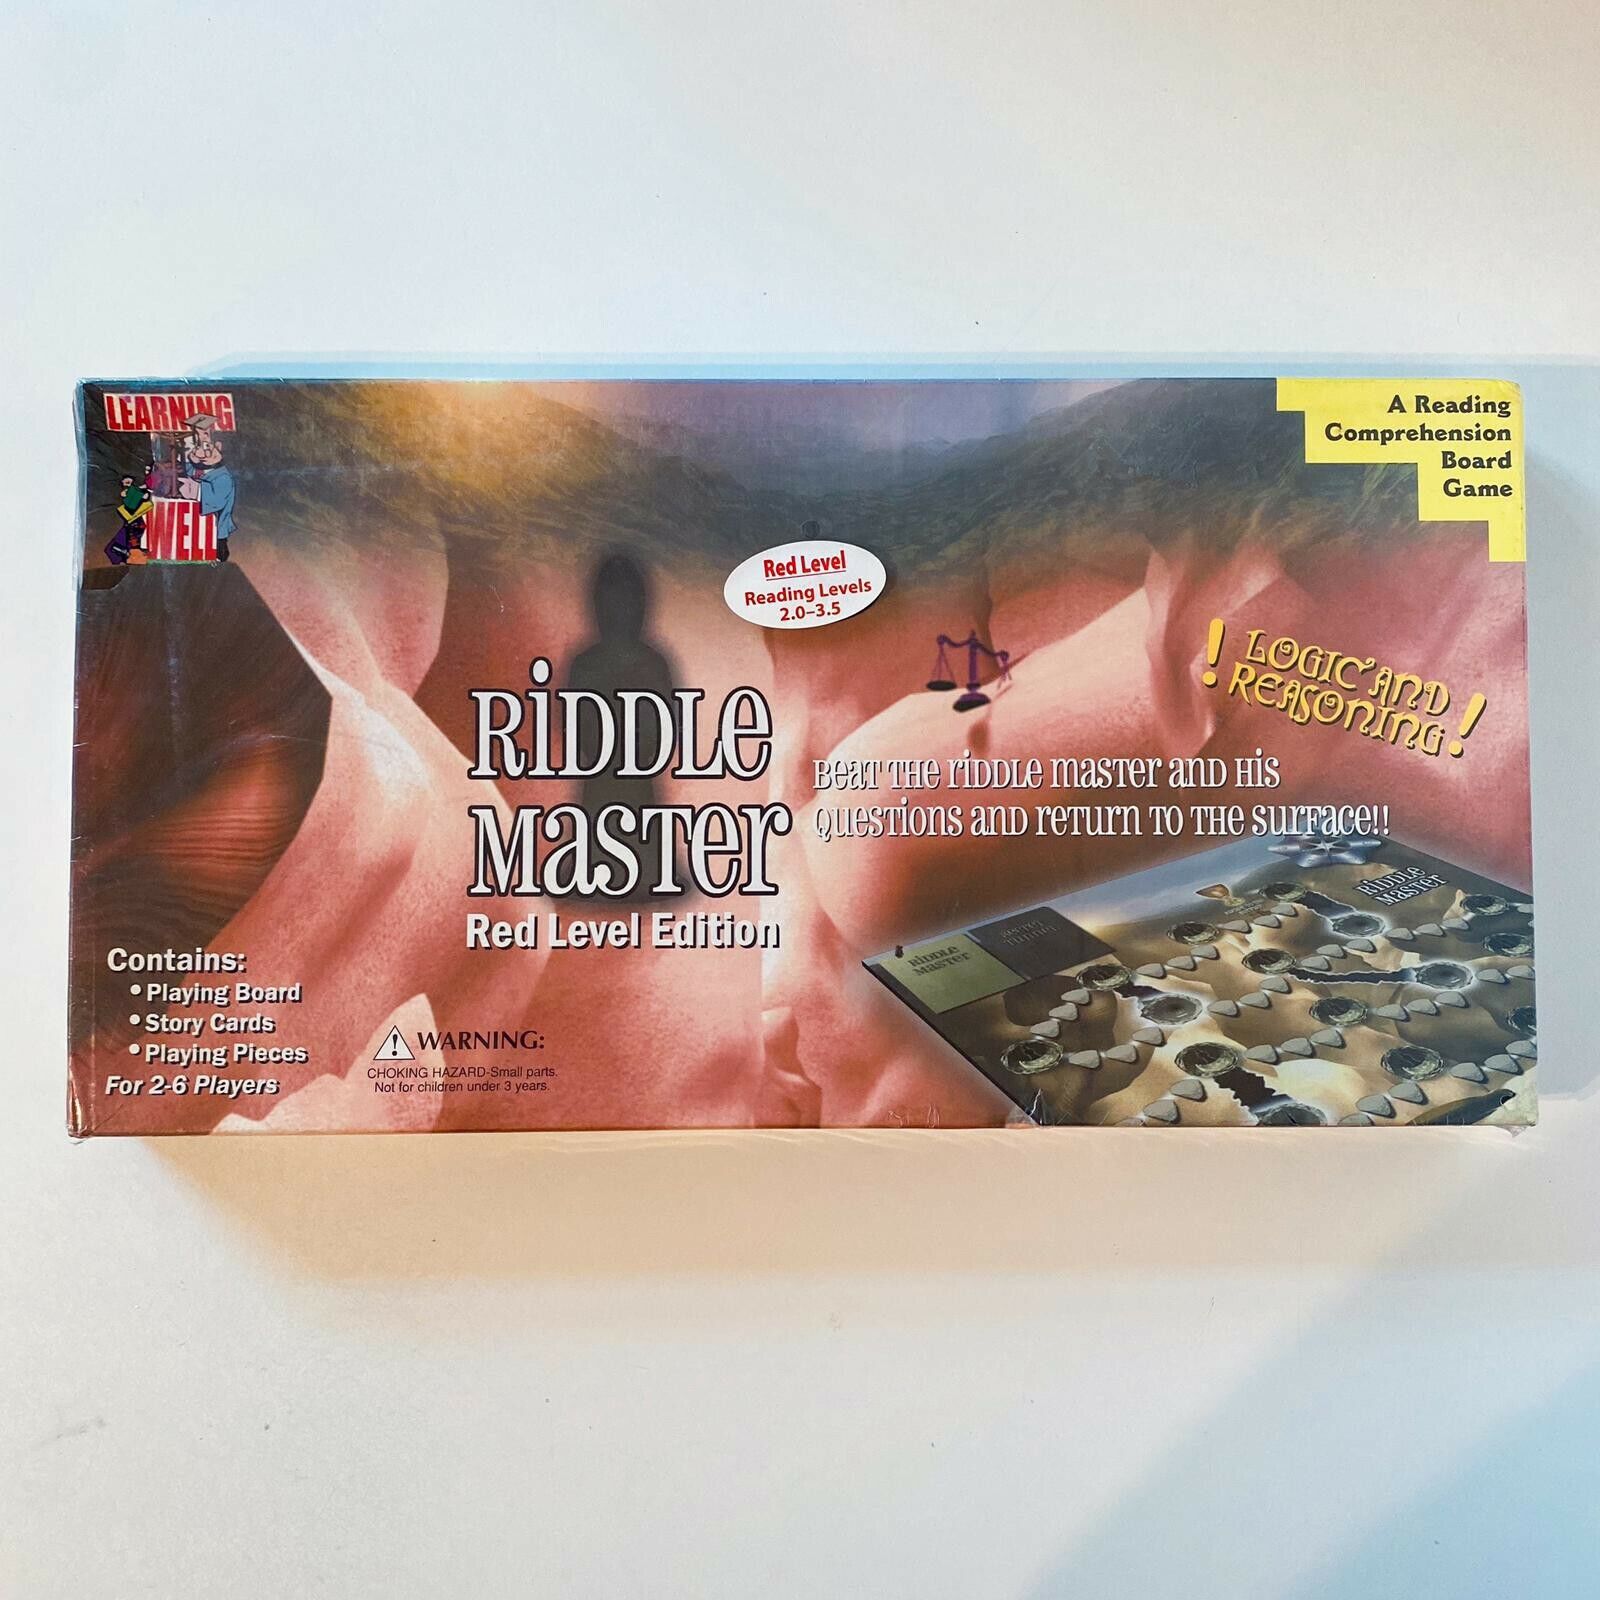 LEARNING
WELL
A Reading
Comprehension
Board
Game
Red Level
Reading Levels
2.0–3.5
! LOGIC AND
REASONING !
RIDDLE
MASTER
Red Level Edition
BEAT THE RIDDLE MASTER AND HIS
QUESTIONS AND RETURN TO THE SURFACE!!
Contains:
• Playing Board
• Story Cards
• Playing Pieces
For 2-6 Players
! WARNING:
CHOKING HAZARD-Small parts.
Not for children under 3 years.
RIDDLE
MASTER
RIDDLE
MASTER